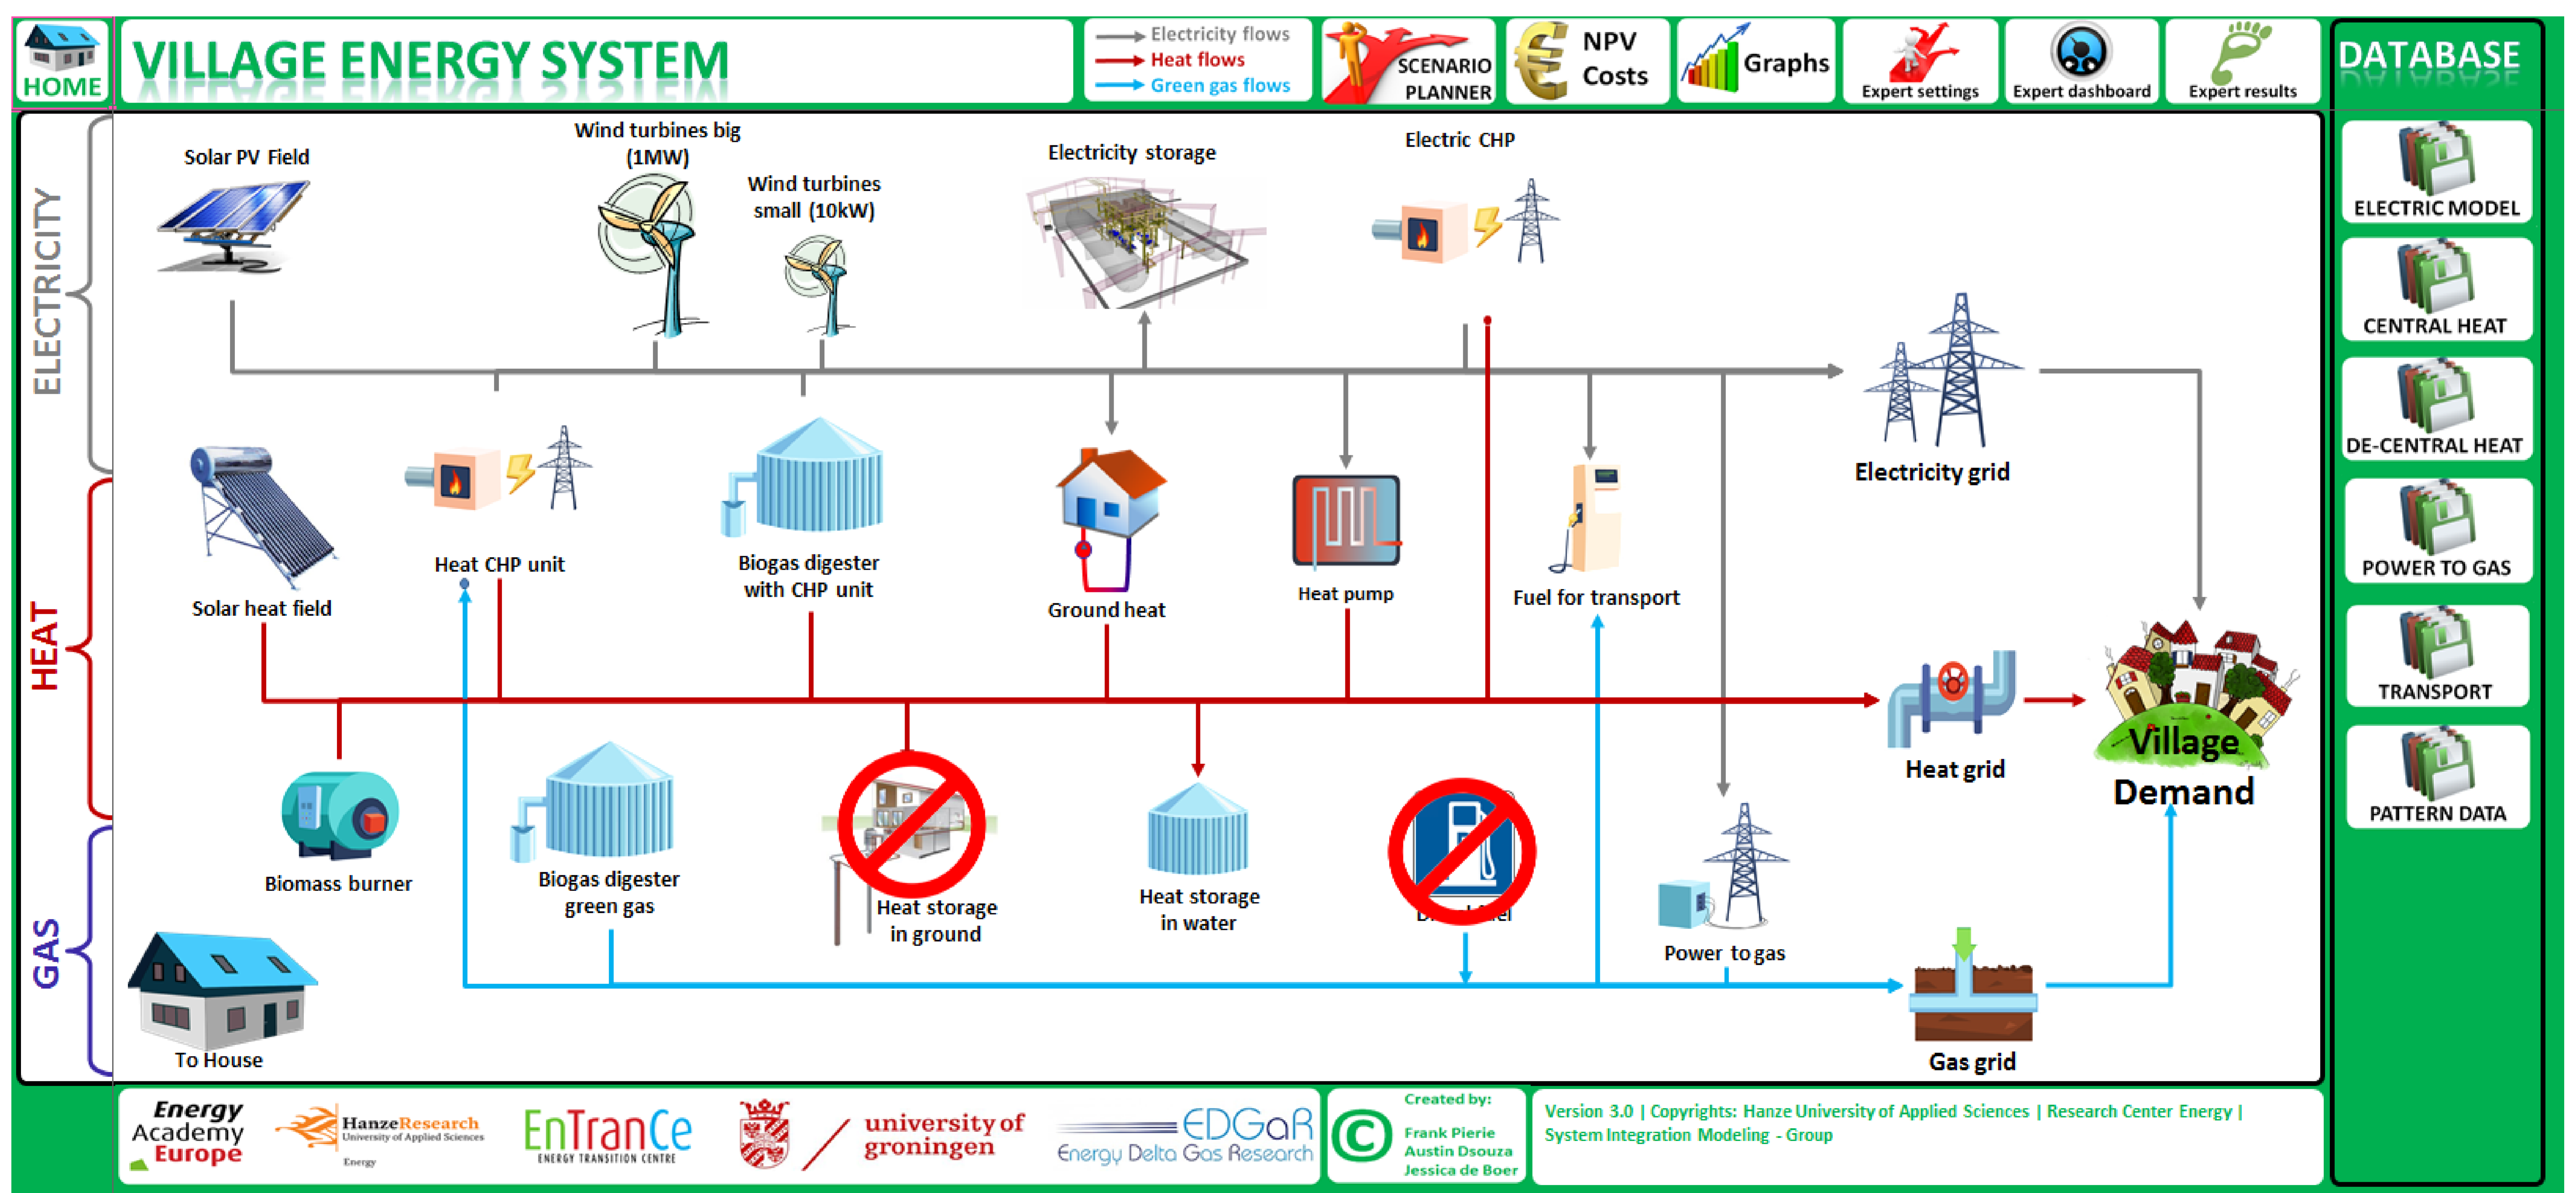 HOME
VILLAGE ENERGY SYSTEM
Electricity flows
Heat flows
Green gas flows
SCENARIO
PLANNER
NPV
Costs
Graphs
Expert settings
Expert dashboard
Expert results
DATABASE
ELECTRICITY
HEAT
GAS
Solar PV Field
Wind turbines big
(1MW)
Wind turbines
small (10kW)
Electricity storage
Electric CHP
Electricity grid
Solar heat field
Heat CHP unit
Biogas digester
with CHP unit
Ground heat
Heat pump
Fuel for transport
Heat grid
Village
Demand
Biomass burner
Biogas digester
green gas
Heat storage
in ground
Heat storage
in water
Power to gas
Gas grid
To House
ELECTRIC MODEL
CENTRAL HEAT
DE-CENTRAL HEAT
POWER TO GAS
TRANSPORT
PATTERN DATA
Energy
Academy
Europe
HanzeResearch
University of Applied Sciences
Energy
EnTranCe
ENERGY TRANSITION CENTRE
university of
groningen
EDGaR
Energy Delta Gas Research
©
Created by:
Frank Pierie
Austin Dsouza
Jessica de Boer
Version 3.0 | Copyrights: Hanze University of Applied Sciences | Research Center Energy |
System Integration Modeling - Group